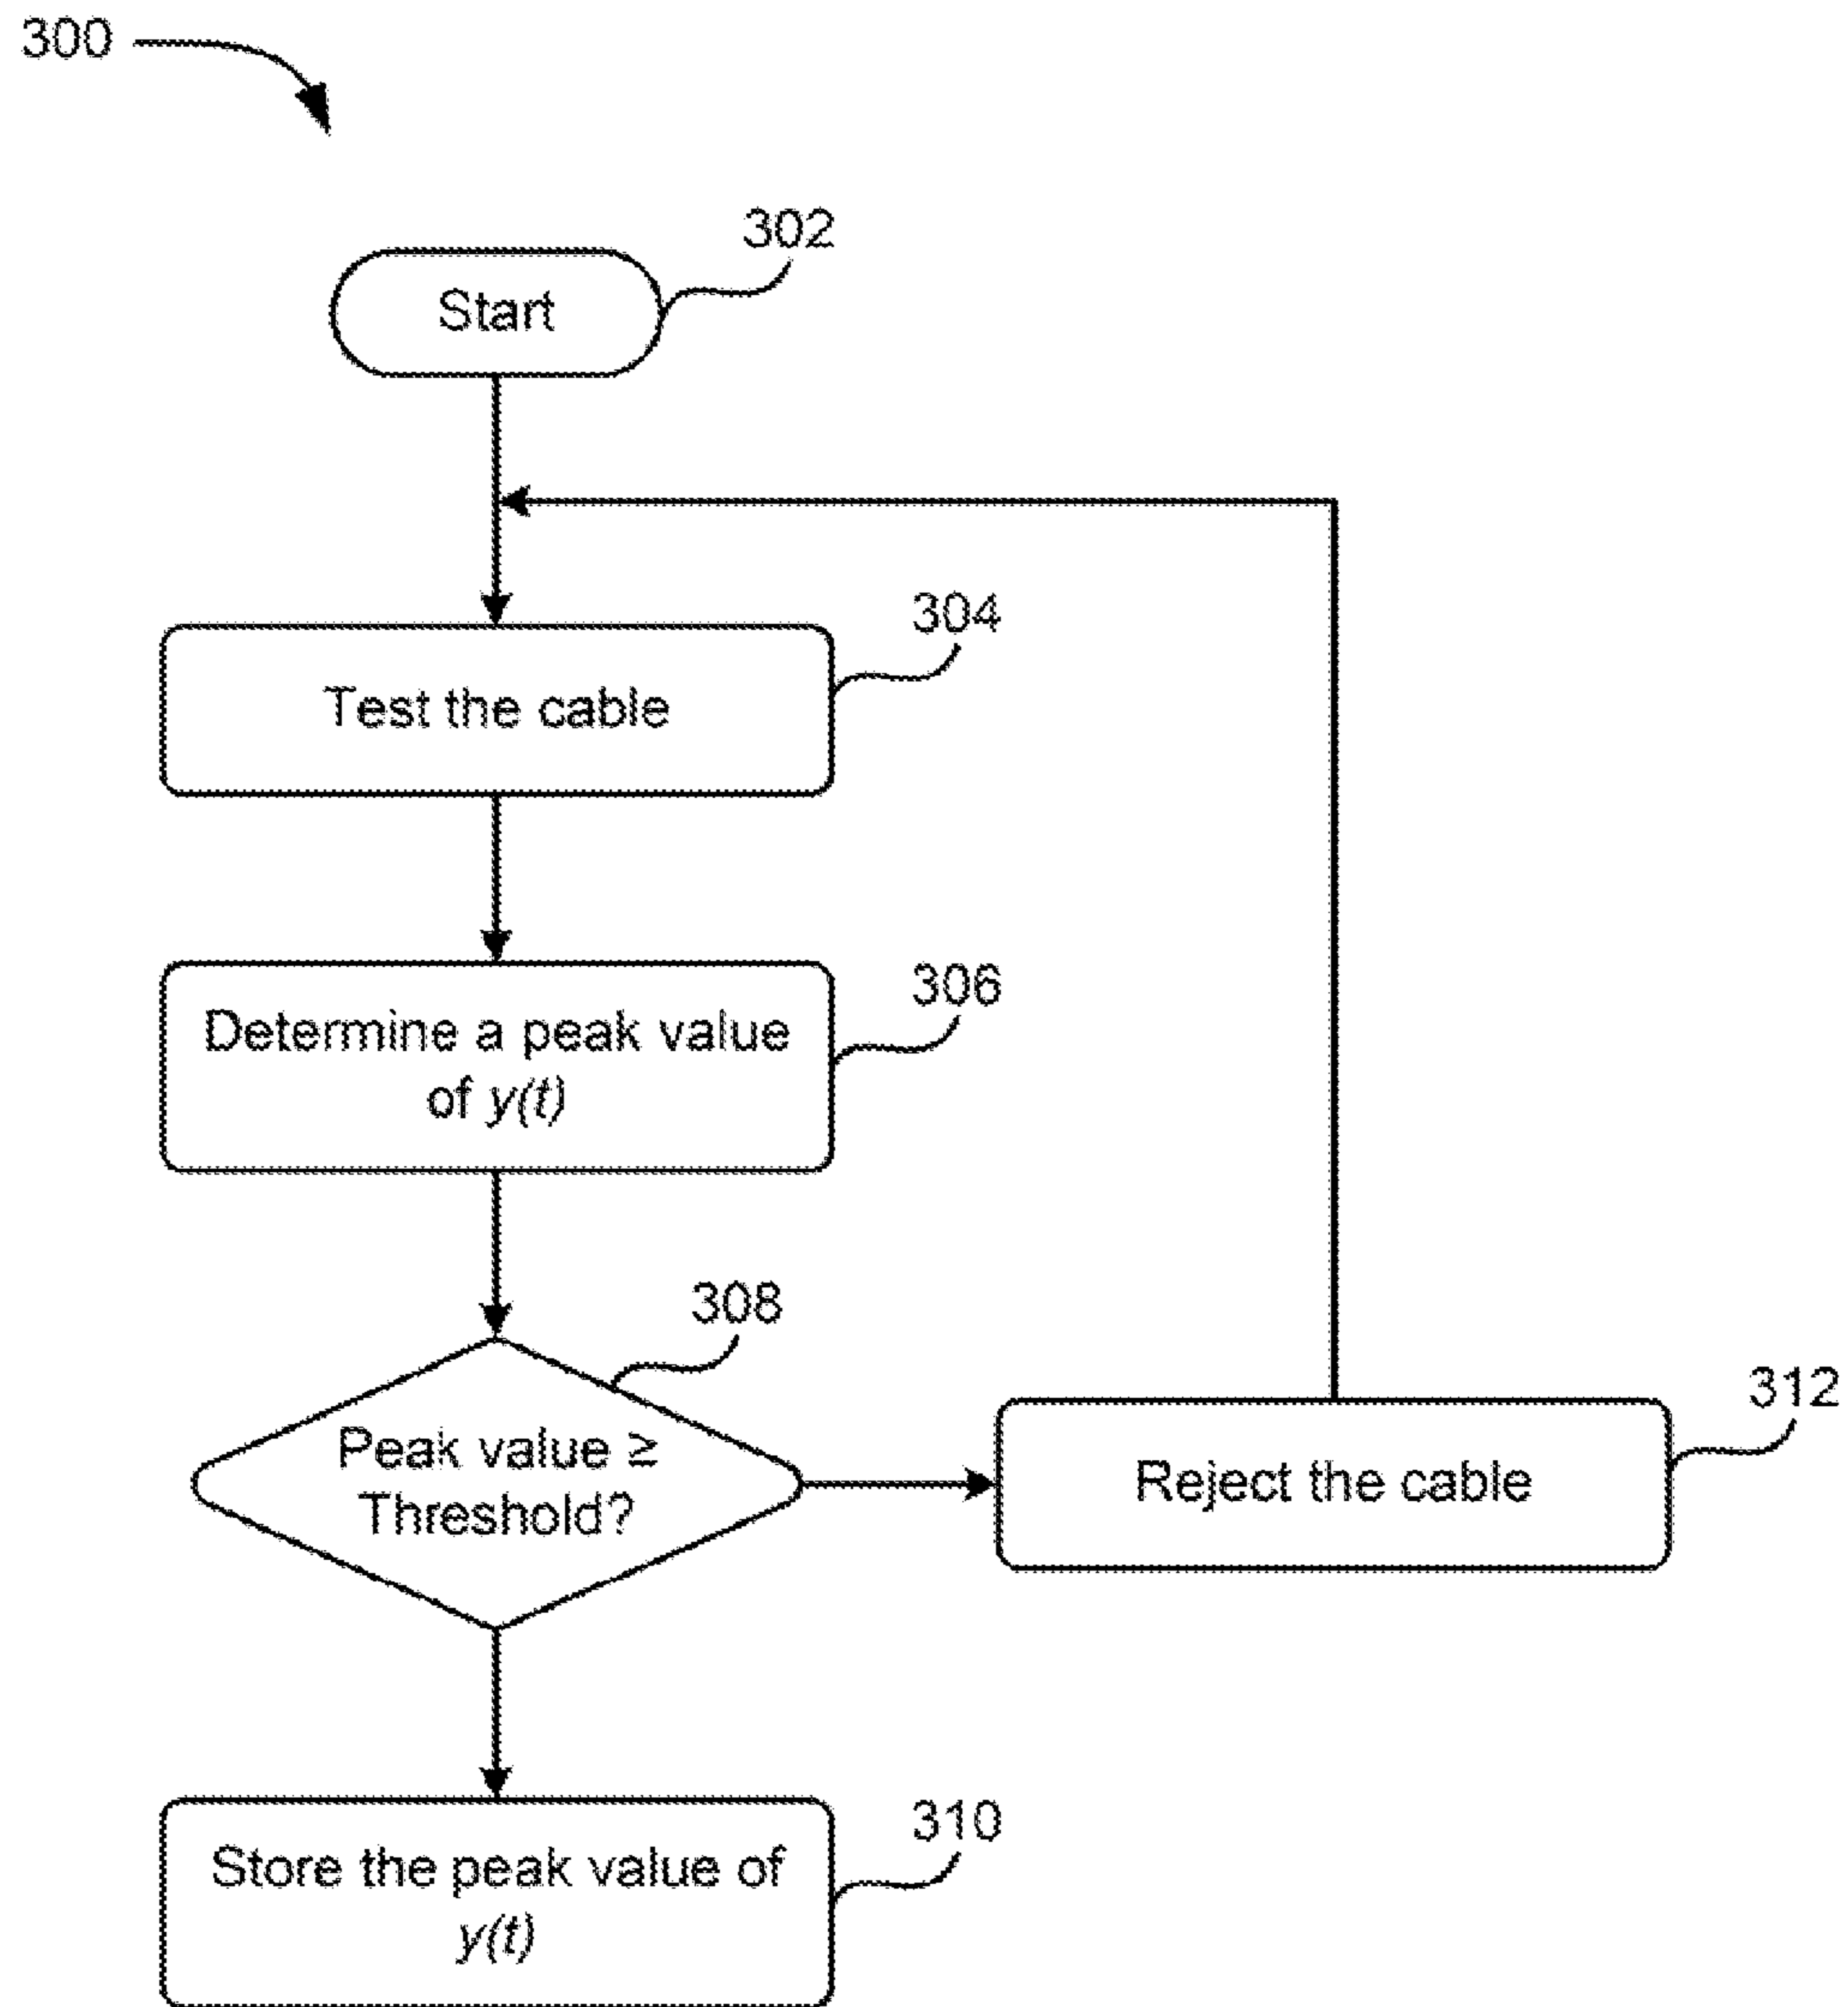 300
302
Start
304
Test the cable
306
Determine a peak value
of y(t)
308
Peak value ≥
Threshold?
312
Reject the cable
310
Store the peak value of
y(t)